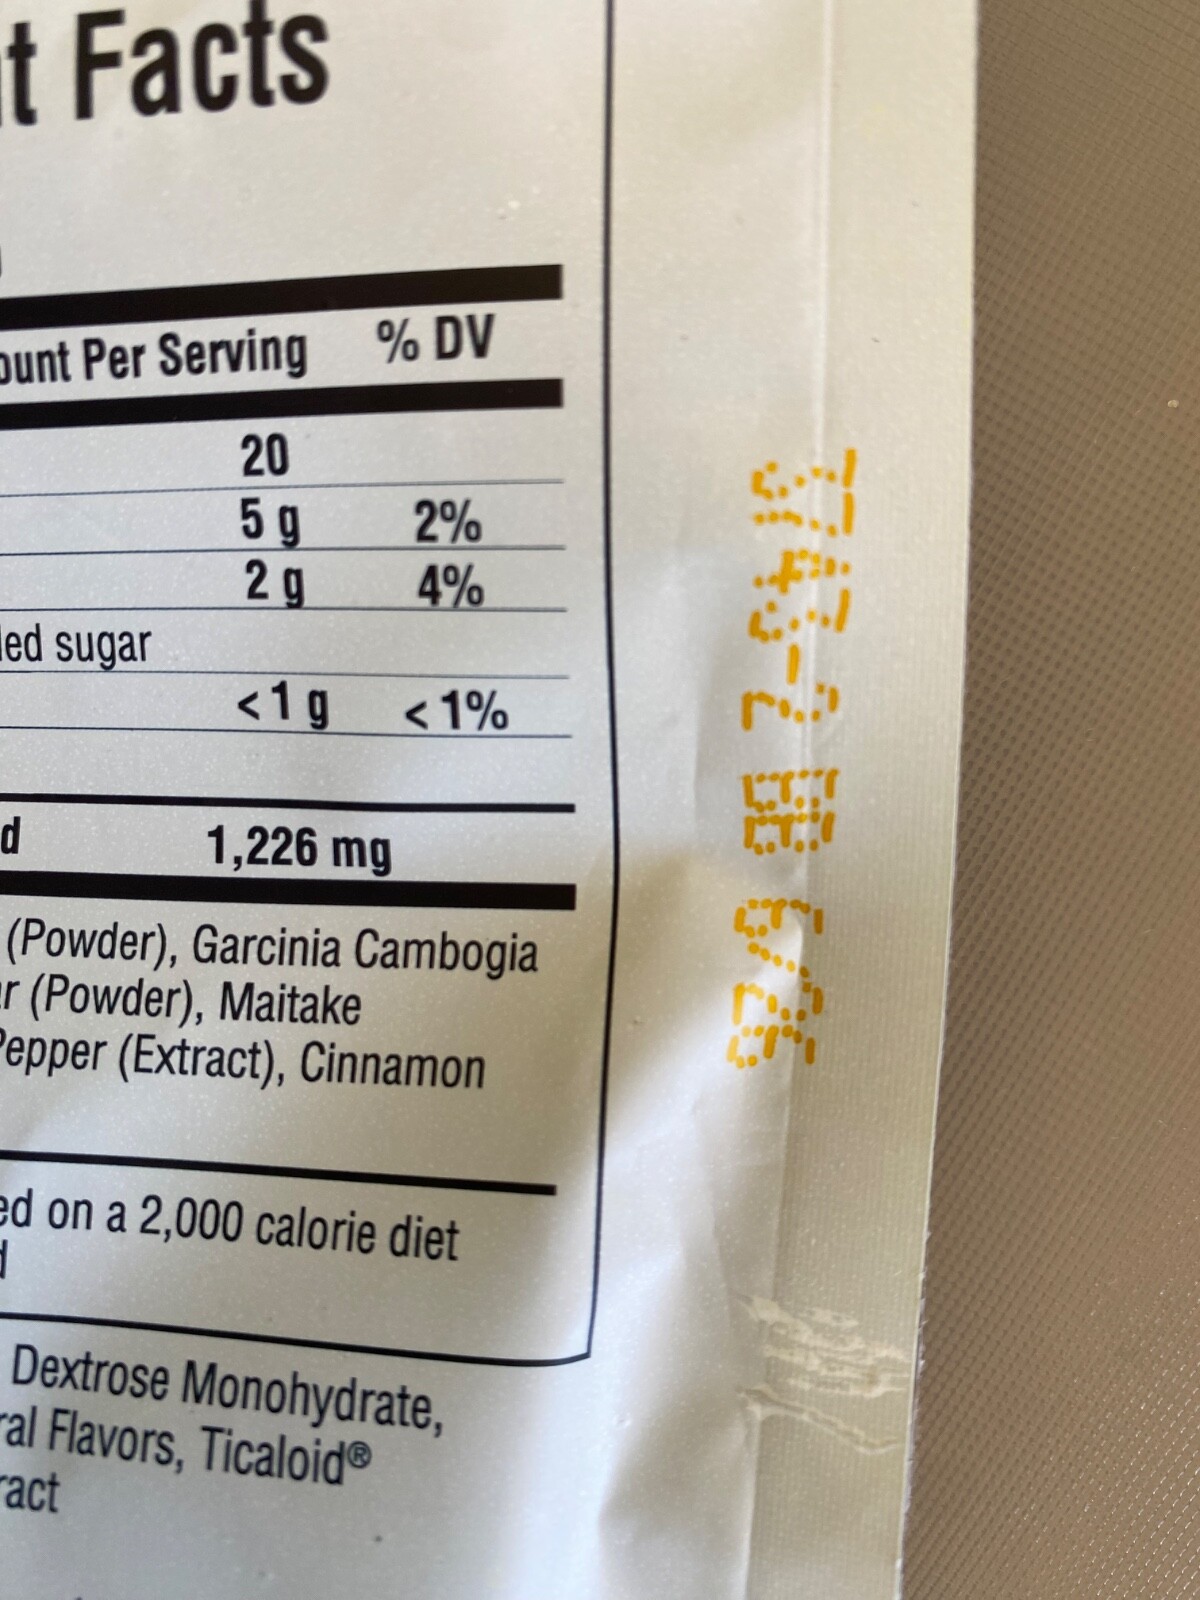 t Facts
ount Per Serving % DV
20
5 g 2%
2 g 4%
ed sugar
<1 g <1%
d 1,226 mg
(Powder), Garcinia Cambogia
r (Powder), Maitake
Pepper (Extract), Cinnamon
ed on a 2,000 calorie diet
d
Dextrose Monohydrate,
ral Flavors, Ticaloid®
ract